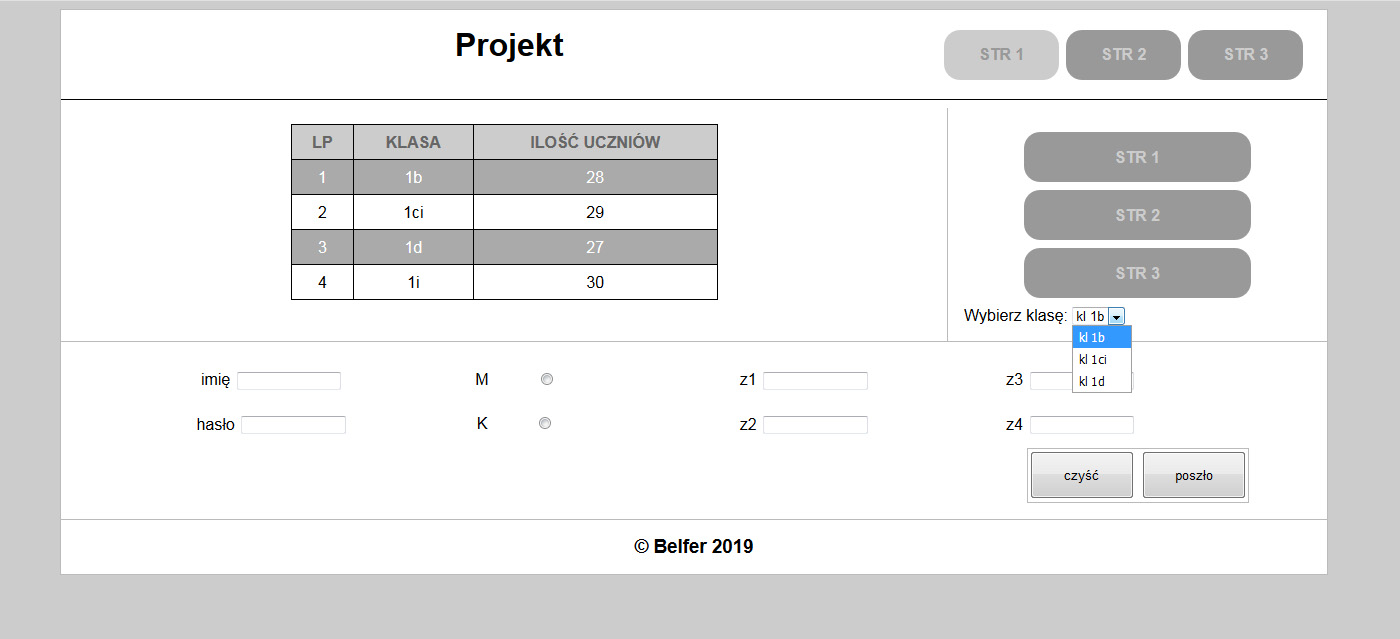 Projekt
STR 1 STR 2 STR 3
LP KLASA ILOŚĆ UCZNIÓW
1 1b 28
2 1ci 29
3 1d 27
4 1i 30
STR 1
STR 2
STR 3
Wybierz klasę: kl 1b
kl 1b
kl 1ci
kl 1d
imię M z1 z3
hasło K z2 z4
czyść poszło
© Belfer 2019